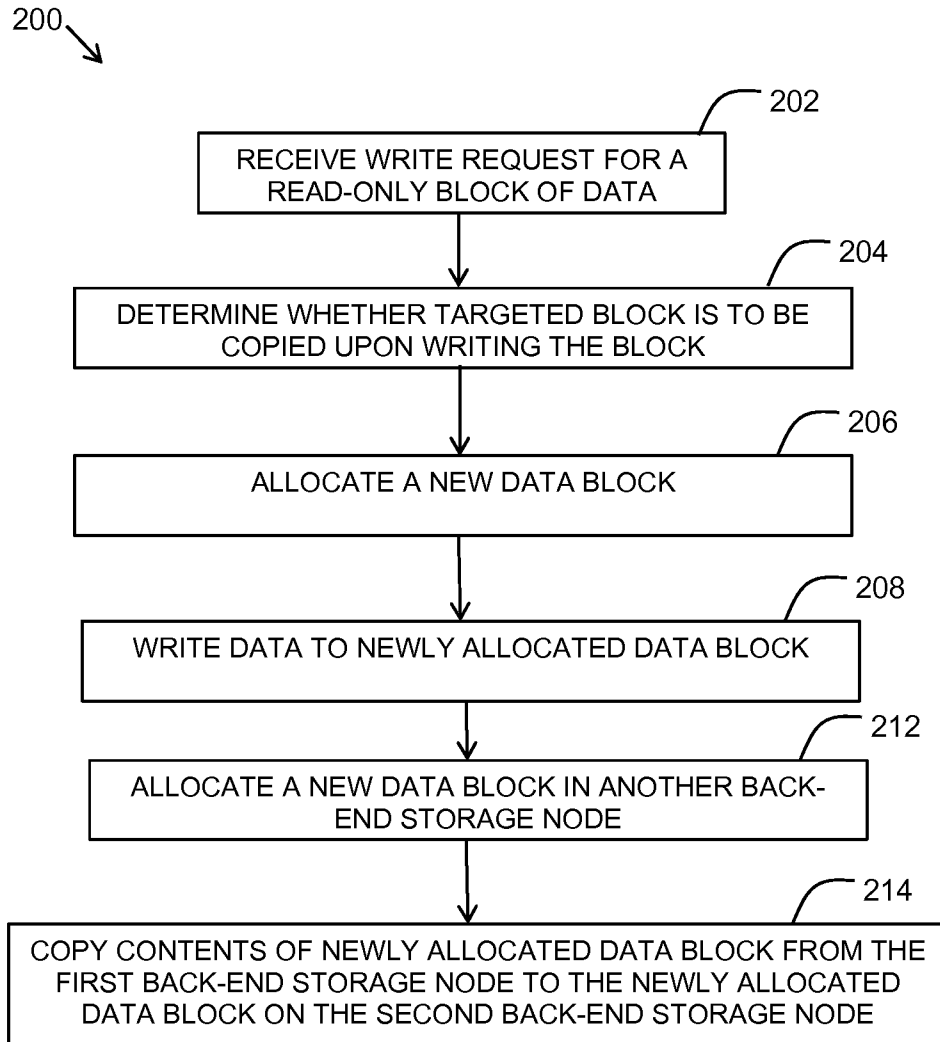 200
202
RECEIVE WRITE REQUEST FOR A
READ-ONLY BLOCK OF DATA
204
DETERMINE WHETHER TARGETED BLOCK IS TO BE
COPIED UPON WRITING THE BLOCK
206
ALLOCATE A NEW DATA BLOCK
208
WRITE DATA TO NEWLY ALLOCATED DATA BLOCK
212
ALLOCATE A NEW DATA BLOCK IN ANOTHER BACK-
END STORAGE NODE
214
COPY CONTENTS OF NEWLY ALLOCATED DATA BLOCK FROM THE
FIRST BACK-END STORAGE NODE TO THE NEWLY ALLOCATED
DATA BLOCK ON THE SECOND BACK-END STORAGE NODE